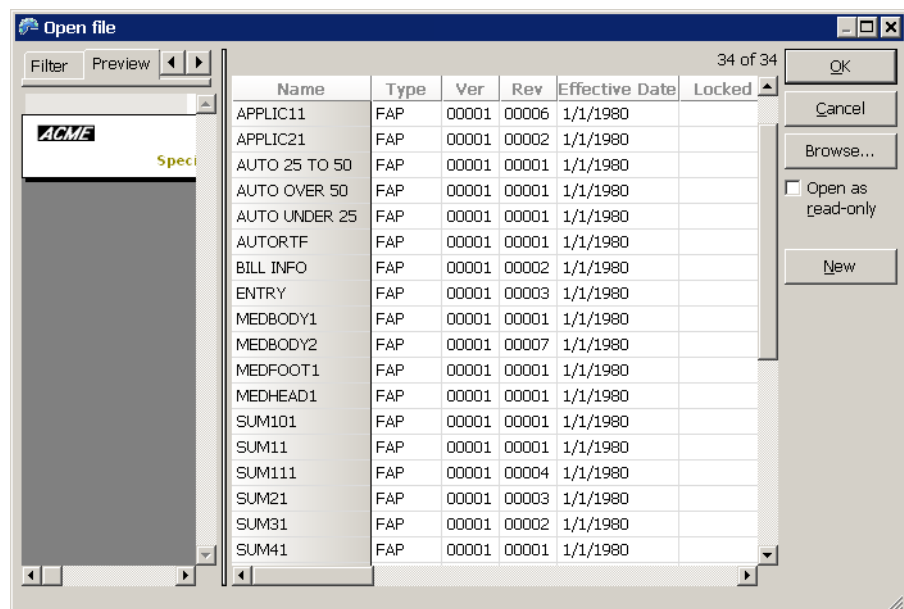 Open file
Filter Preview
34 of 34
OK
Cancel
Browse...
Open as
read-only
New
ACME
Speci
Name Type Ver Rev Effective Date Locked
APPLIC11 FAP 00001 00006 1/1/1980
APPLIC21 FAP 00001 00002 1/1/1980
AUTO 25 TO 50 FAP 00001 00001 1/1/1980
AUTO OVER 50 FAP 00001 00001 1/1/1980
AUTO UNDER 25 FAP 00001 00001 1/1/1980
AUTORTF FAP 00001 00001 1/1/1980
BILL INFO FAP 00001 00002 1/1/1980
ENTRY FAP 00001 00003 1/1/1980
MEDBODY1 FAP 00001 00001 1/1/1980
MEDBODY2 FAP 00001 00007 1/1/1980
MEDFOOT1 FAP 00001 00001 1/1/1980
MEDHEAD1 FAP 00001 00001 1/1/1980
SUM101 FAP 00001 00001 1/1/1980
SUM11 FAP 00001 00001 1/1/1980
SUM111 FAP 00001 00004 1/1/1980
SUM21 FAP 00001 00003 1/1/1980
SUM31 FAP 00001 00002 1/1/1980
SUM41 FAP 00001 00001 1/1/1980